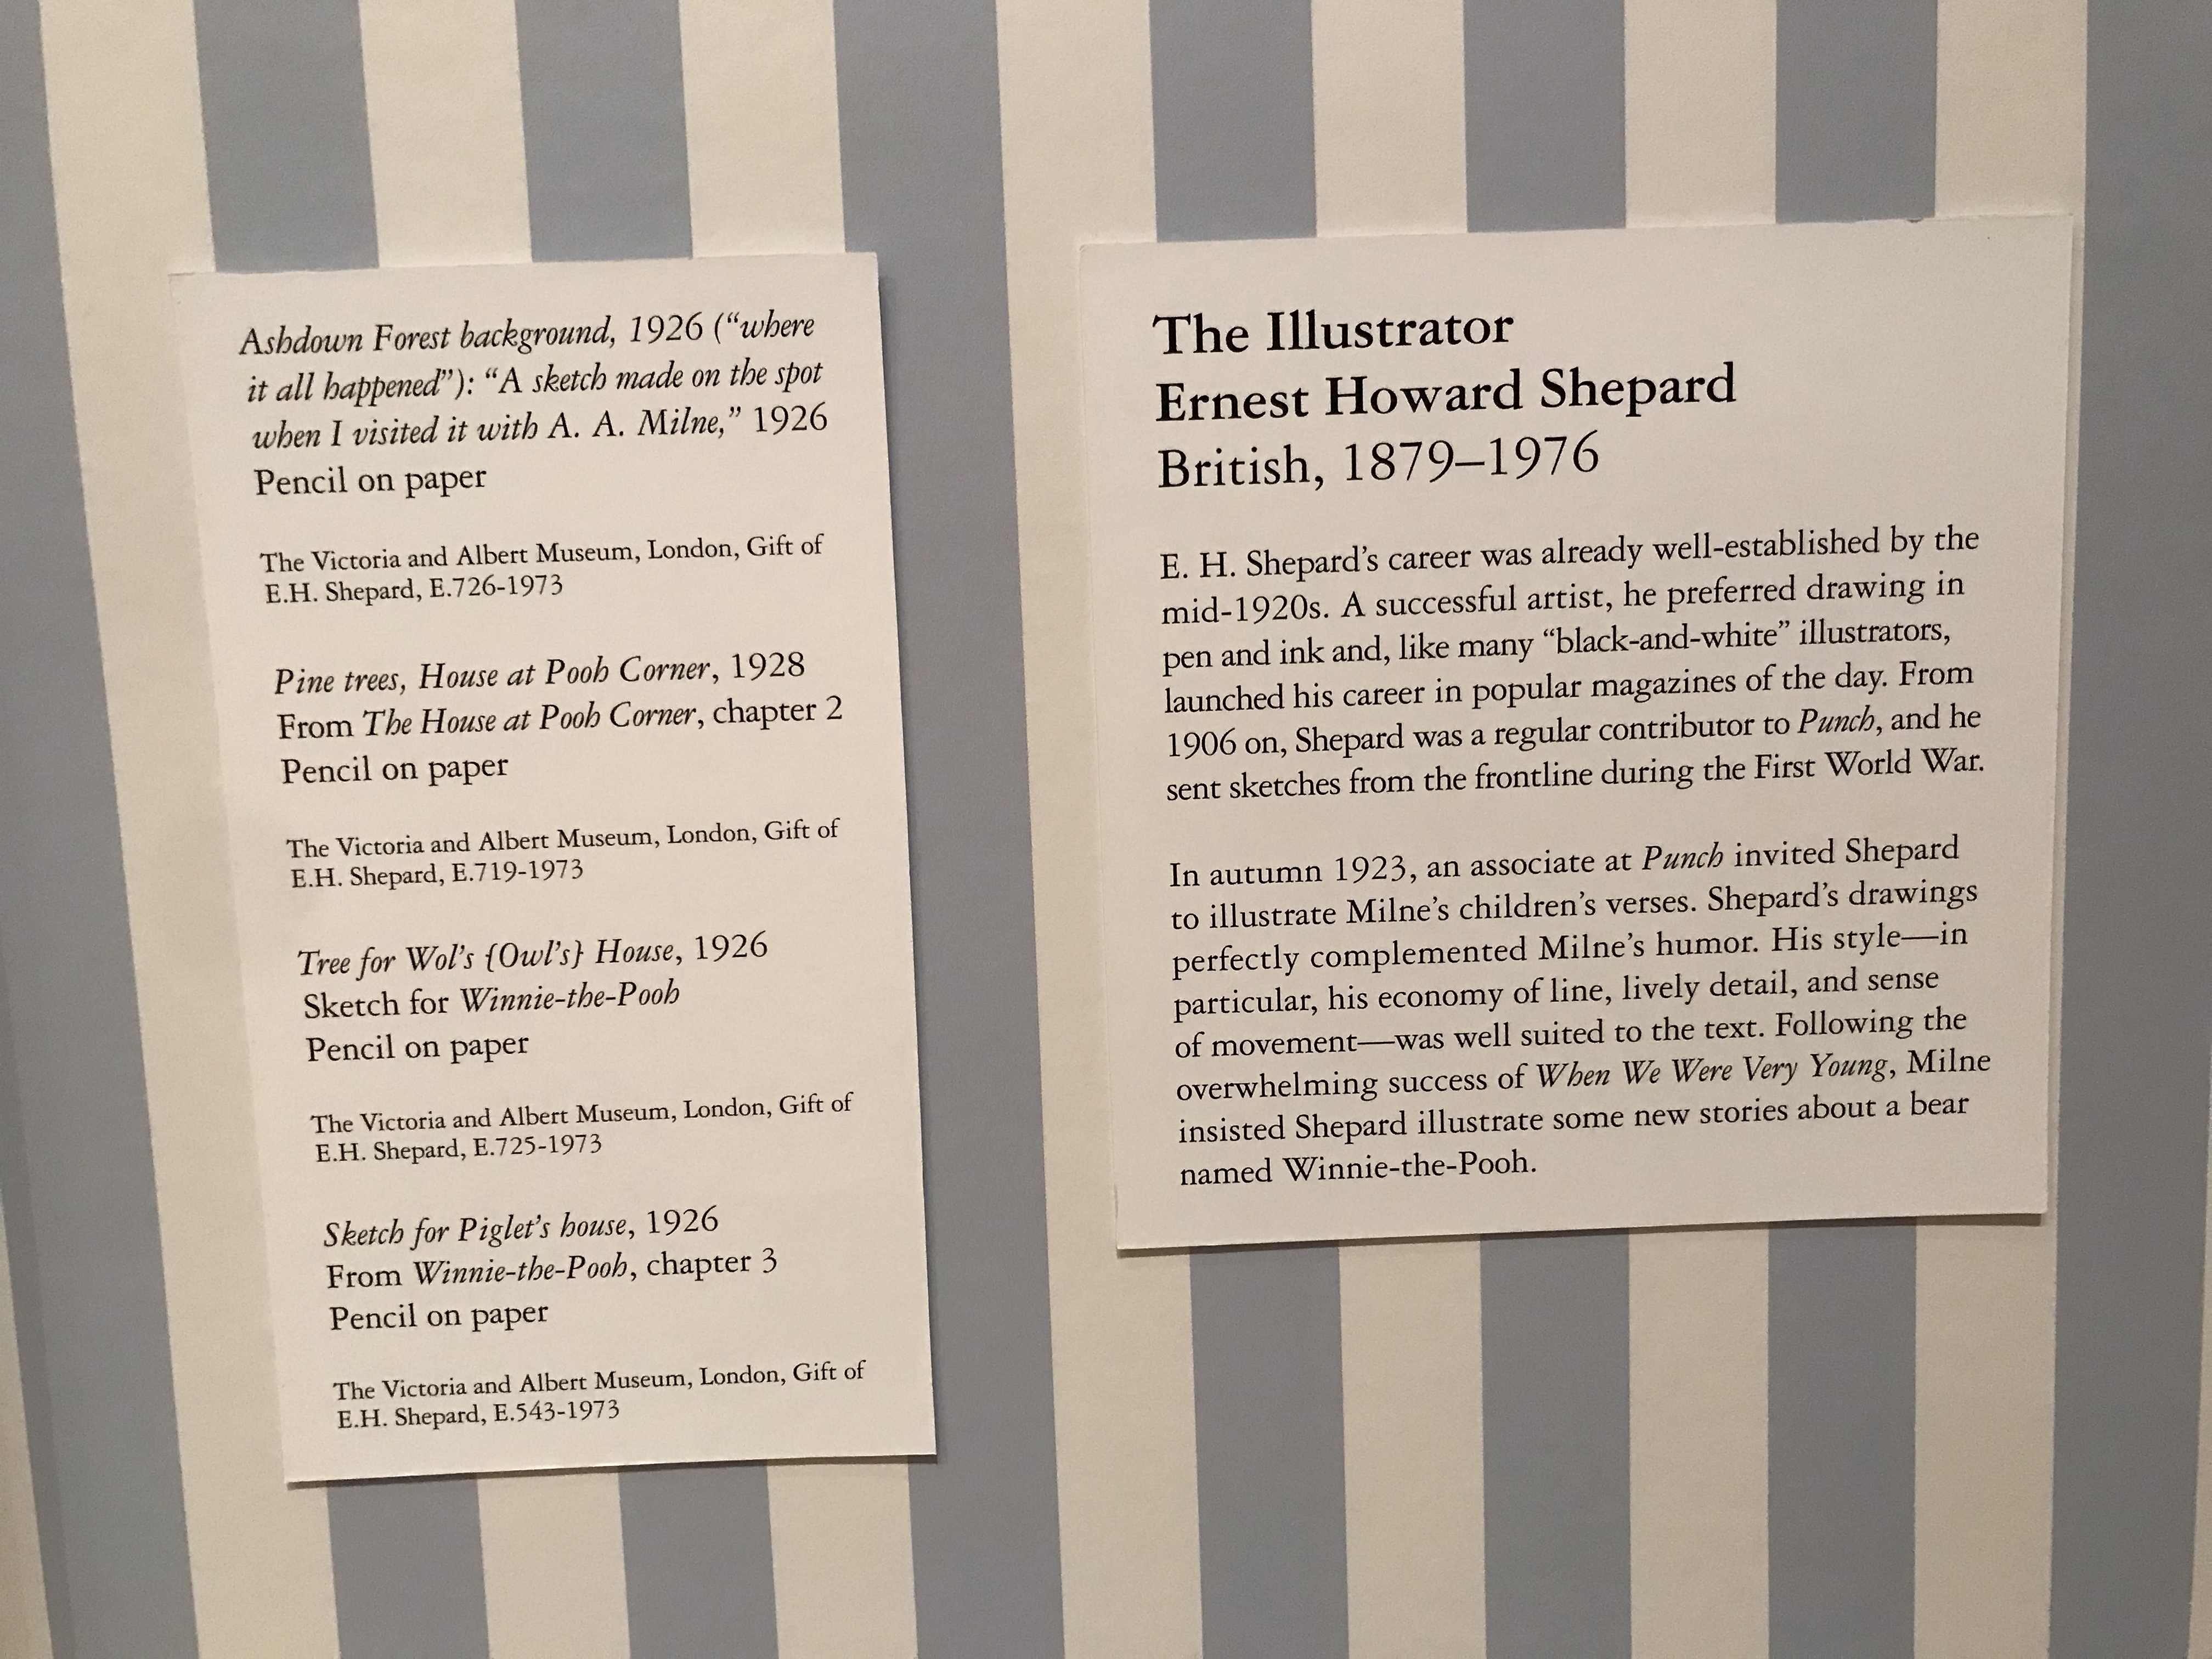 Ashdown Forest background, 1926 (“where
it all happened”): “A sketch made on the spot
when I visited it with A. A. Milne,” 1926
Pencil on paper
The Victoria and Albert Museum, London, Gift of
E.H. Shepard, E.726-1973
Pine trees, House at Pooh Corner, 1928
From The House at Pooh Corner, chapter 2
Pencil on paper
The Victoria and Albert Museum, London, Gift of
E.H. Shepard, E.719-1973
Tree for Wol’s {Owl’s} House, 1926
Sketch for Winnie-the-Pooh
Pencil on paper
The Victoria and Albert Museum, London, Gift of
E.H. Shepard, E.725-1973
Sketch for Piglet’s house, 1926
From Winnie-the-Pooh, chapter 3
Pencil on paper
The Victoria and Albert Museum, London, Gift of
E.H. Shepard, E.543-1973
The Illustrator
Ernest Howard Shepard
British, 1879–1976
E. H. Shepard’s career was already well-established by the
mid-1920s. A successful artist, he preferred drawing in
pen and ink and, like many “black-and-white” illustrators,
launched his career in popular magazines of the day. From
1906 on, Shepard was a regular contributor to Punch, and he
sent sketches from the frontline during the First World War.
In autumn 1923, an associate at Punch invited Shepard
to illustrate Milne’s children’s verses. Shepard’s drawings
perfectly complemented Milne’s humor. His style—in
particular, his economy of line, lively detail, and sense
of movement—was well suited to the text. Following the
overwhelming success of When We Were Very Young, Milne
insisted Shepard illustrate some new stories about a bear
named Winnie-the-Pooh.